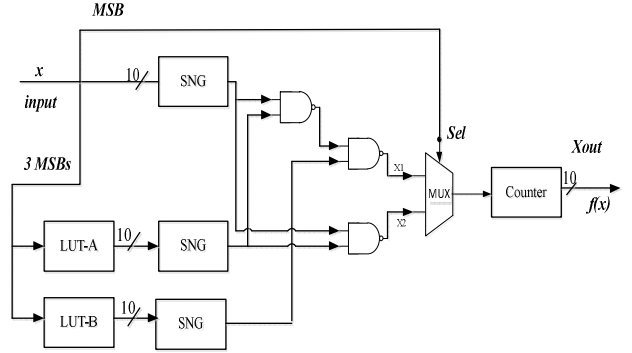 MSB
x
10
SNG
input
Sel
Xout
3 MSBs
X1
MUX
Counter
10
f(x)
X2
LUT-A
10
SNG
LUT-B
10
SNG